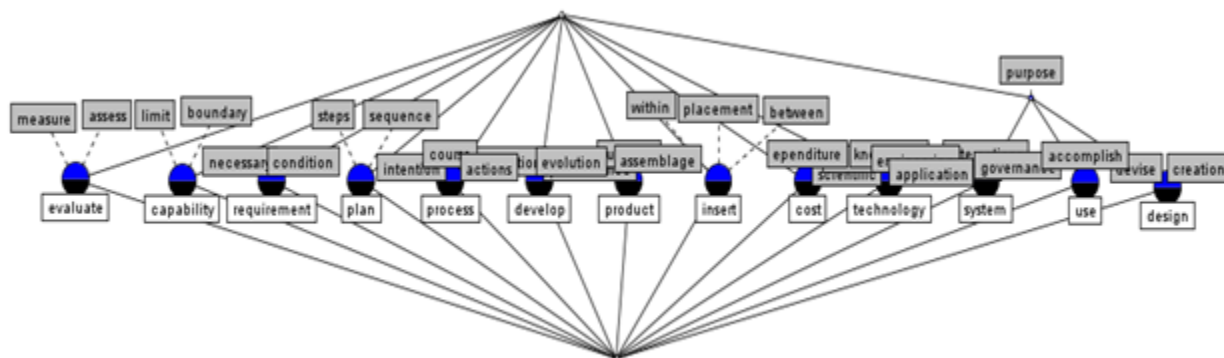 purpose
measure
assess
limit
boundary
steps
sequence
within
placement
between
necessary
condition
intention
actions
evolution
assemblage
application
governance
accomplish
devise
creation
evaluate
capability
requirement
plan
process
develop
product
insert
cost
technology
system
use
design